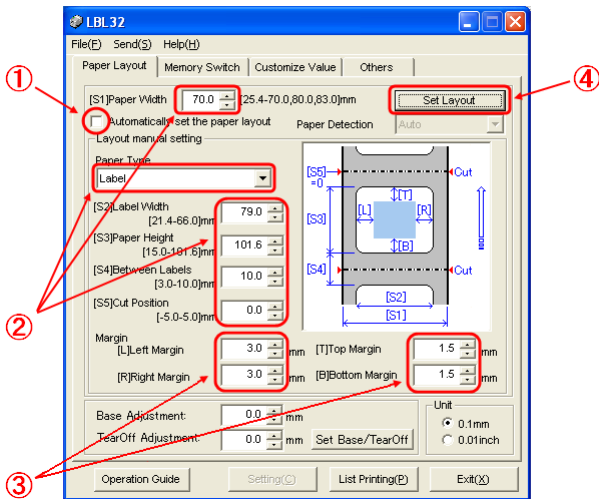 LBL32
File(F) Send(S) Help(H)
Paper Layout Memory Switch Customize Value Others
① ④
[S1]Paper Width 70.0 [25.4-70.0,80.0,83.0]mm Set Layout
Automatically set the paper layout Paper Detection Auto
Layout manual setting
Paper Type
Label
[S5] =0 Cut
[T]
[S2]Label Width 79.0
[21.4-66.0]mm
[L] [R]
[S3]
[S3]Paper Height 101.6
[15.0-101.6]mm
[B]
[S4]Between Labels 10.0
[3.0-10.0]mm
[S4] Cut
②
[S5]Cut Position 0.0
[-5.0-5.0]mm
[S2]
[S1]
Margin
[L]Left Margin 3.0 mm [T]Top Margin 1.5 mm
[R]Right Margin 3.0 mm [B]Bottom Margin 1.5 mm
Unit
Base Adjustment: 0.0 mm 0.1mm
TearOff Adjustment: 0.0 mm Set Base/TearOff 0.01inch
③
Operation Guide Setting(C) List Printing(P) Exit(X)